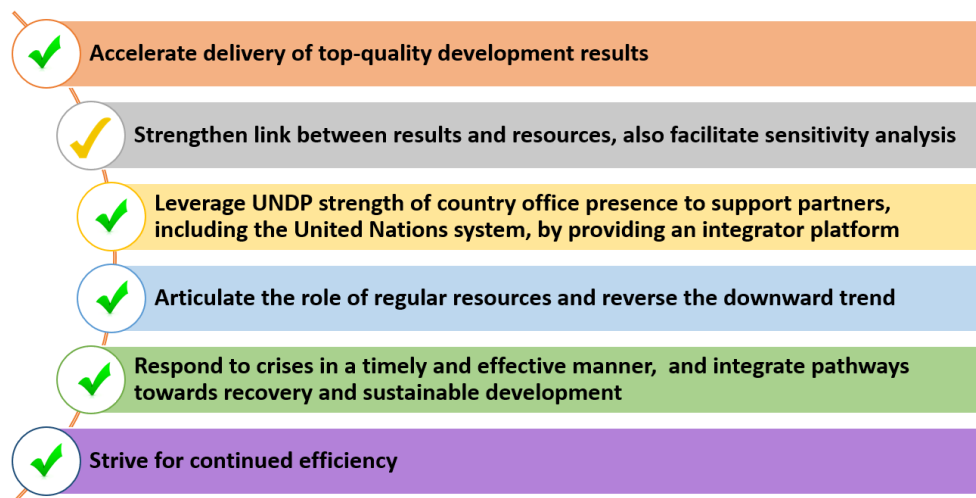 Accelerate delivery of top-quality development results
Strengthen link between results and resources, also facilitate sensitivity analysis
Leverage UNDP strength of country office presence to support partners,
including the United Nations system, by providing an integrator platform
Articulate the role of regular resources and reverse the downward trend
Respond to crises in a timely and effective manner,  and integrate pathways
towards recovery and sustainable development
Strive for continued efficiency